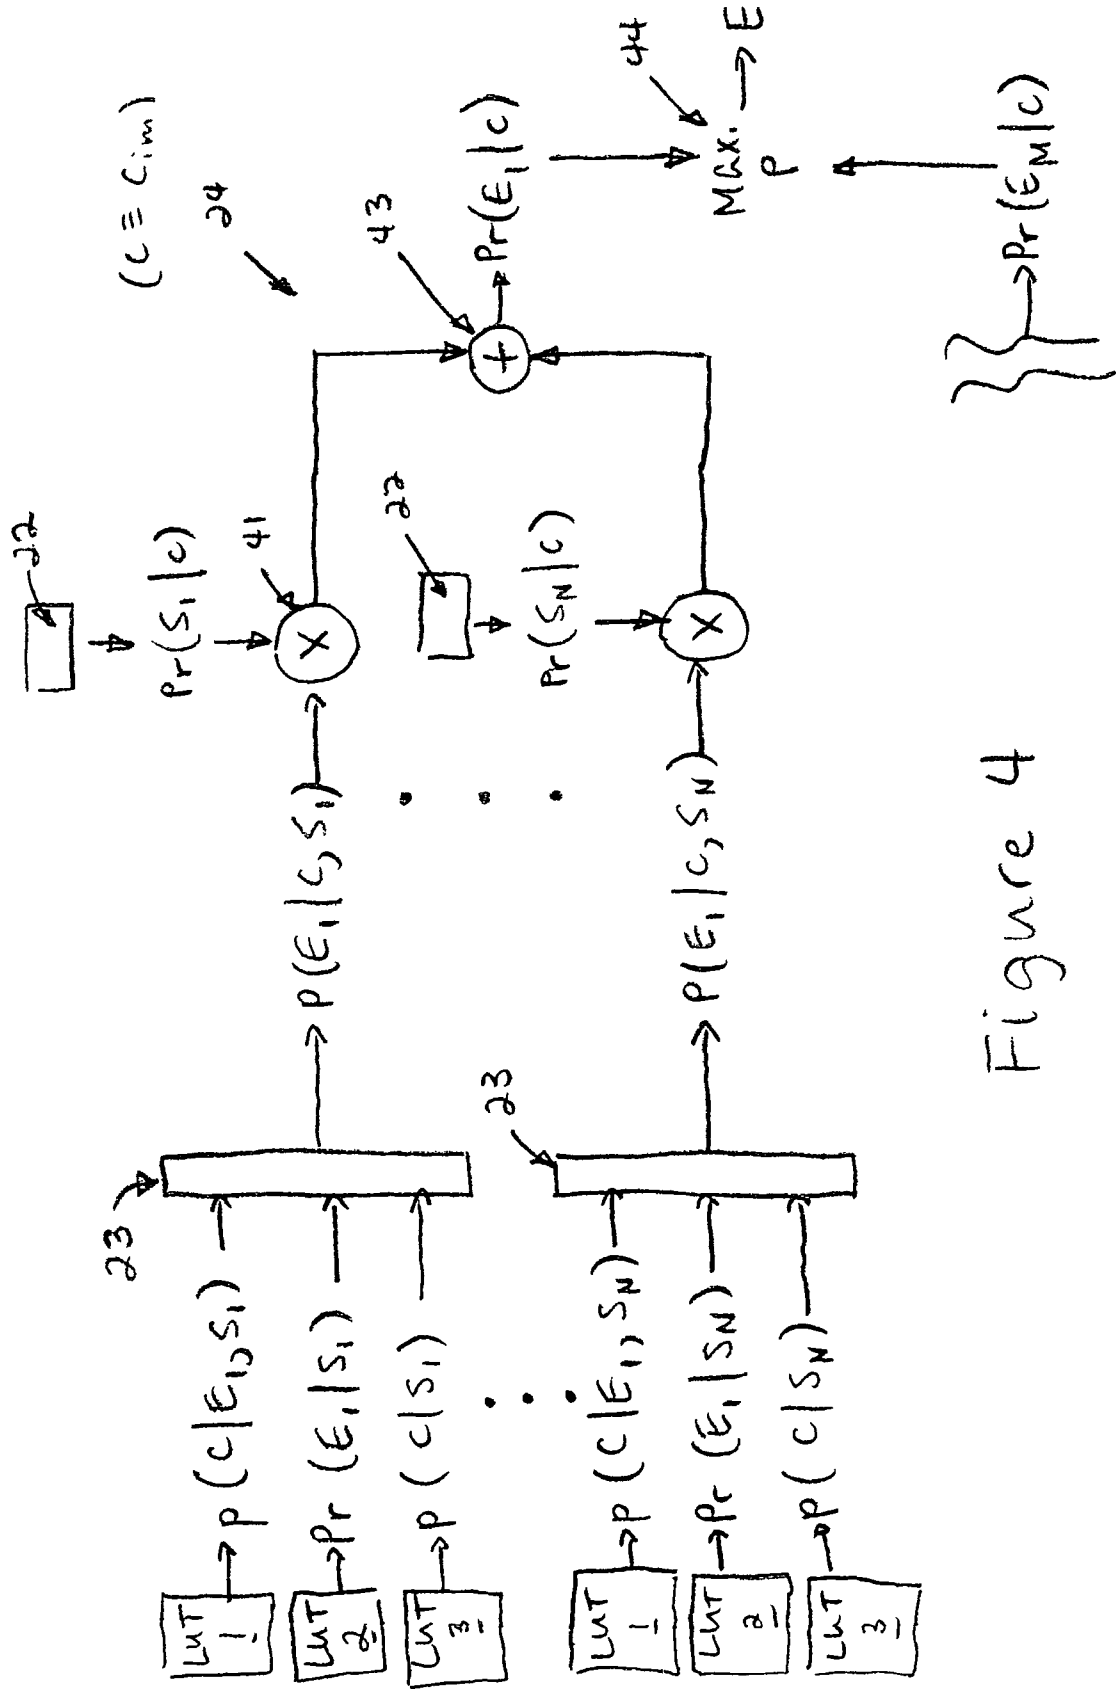 (C ≡ Cim)
24
22
Pr(S1|C)
41
43
Pr(E1|C)
44
Max.
P
E
22
Pr(SN|C)
X
+
X
23
LUT
1
p(C|E1,S1)
LUT
2
Pr(E1|S1)
LUT
3
p(C|S1)
P(E1|C,S1)
23
LUT
1
p(C|E1,SN)
LUT
2
Pr(E1|SN)
LUT
3
p(C|SN)
P(E1|C,SN)
Pr(EM|C)
Figure 4